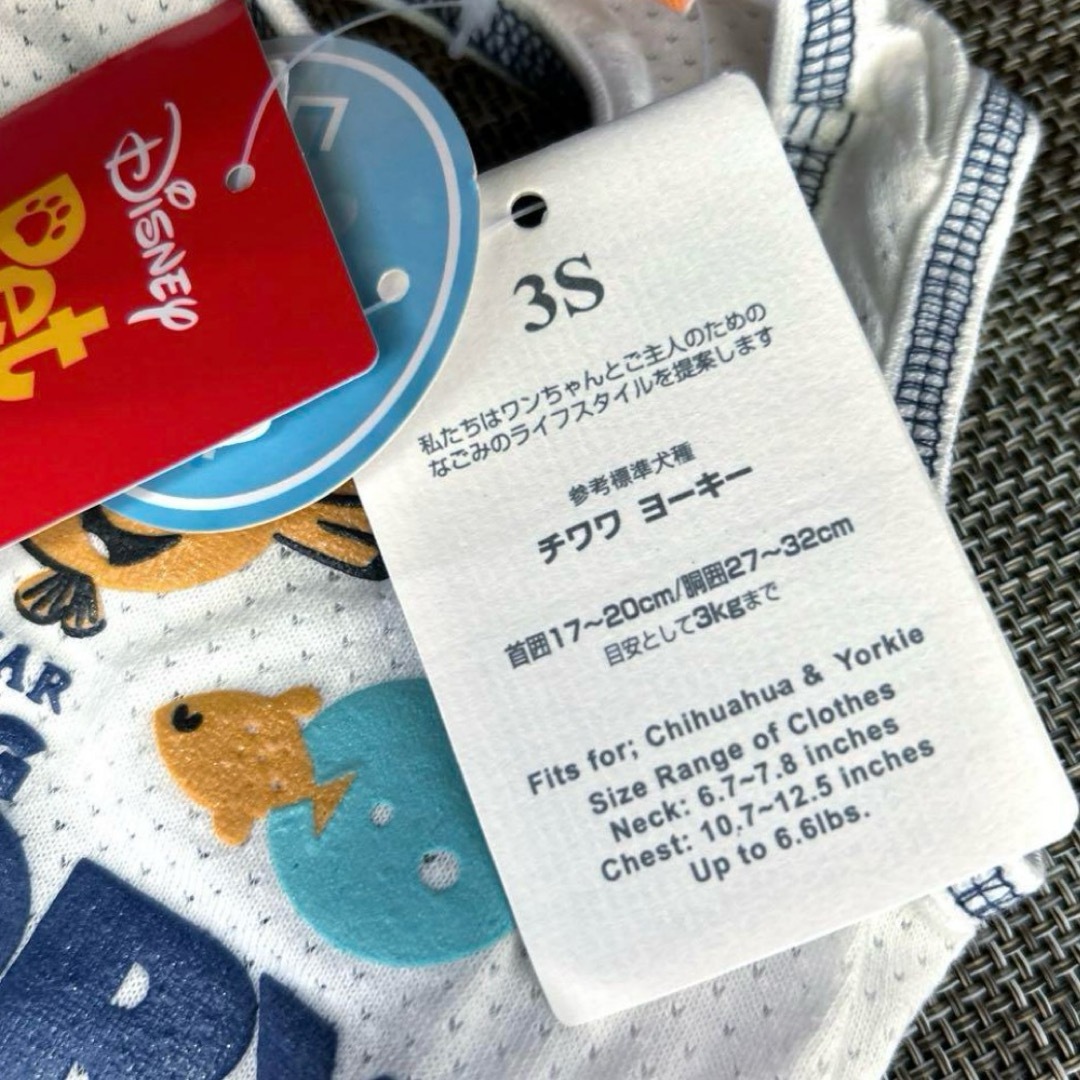 Disney
Pet
3S
私たちはワンちゃんとご主人のための
なごみのライフスタイルを提案します
参考標準犬種
チワワ ヨーキー
首囲17～20cm/胴囲27～32cm
目安として3kgまで
Fits for; Chihuahua & Yorkie
Size Range of Clothes
Neck: 6.7~7.8 inches
Chest: 10.7~12.5 inches
Up to 6.6lbs.
AR